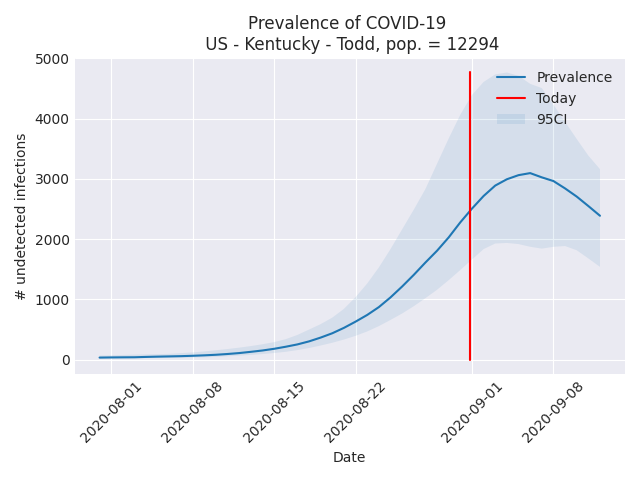 Prevalence of COVID-19
US - Kentucky - Todd, pop. = 12294
Prevalence
Today
95CI
# undetected infections
5000
4000
3000
2000
1000
0
2020-08-01
2020-08-08
2020-08-15
2020-08-22
2020-09-01
2020-09-08
Date